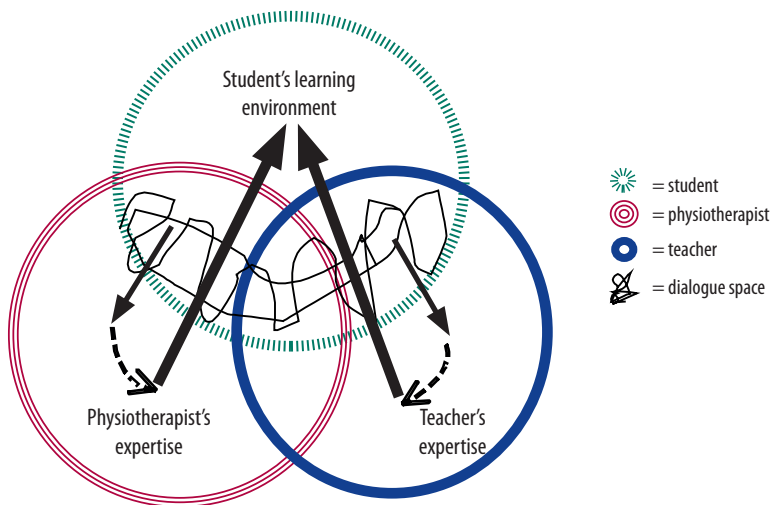 Student’s learning
environment
= student
= physiotherapist
= teacher
= dialogue space
Physiotherapist’s
expertise
Teacher’s
expertise